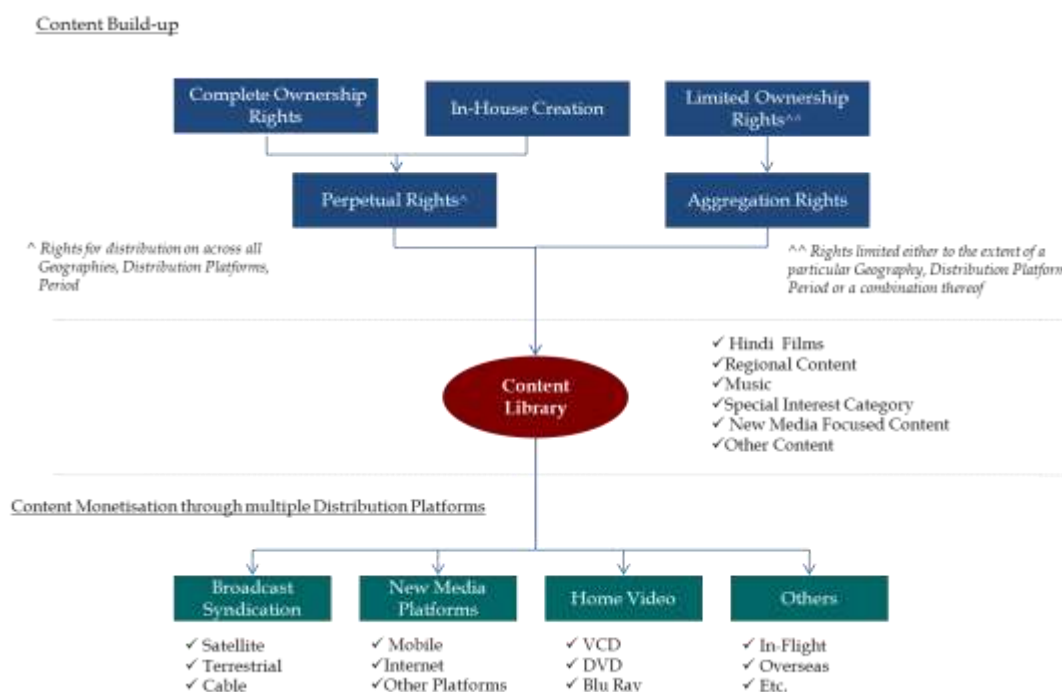 Content Build-up
Complete Ownership
Rights
In-House Creation
Limited Ownership
Rights^^
Perpetual Rights^
Aggregation Rights
^ Rights for distribution on across all
Geographies, Distribution Platforms,
Period
^^ Rights limited either to the extent of a
particular Geography, Distribution Platform
Period or a combination thereof
Content
Library
✓ Hindi Films
✓Regional Content
✓Music
✓Special Interest Category
✓ New Media Focused Content
✓Other Content
Content Monetisation through multiple Distribution Platforms
Broadcast
Syndication
✓ Satellite
✓ Terrestrial
✓ Cable
New Media
Platforms
✓ Mobile
✓Internet
✓Other Platforms
Home Video
✓ VCD
✓ DVD
✓ Blu Ray
Others
✓ In-Flight
✓ Overseas
✓ Etc.